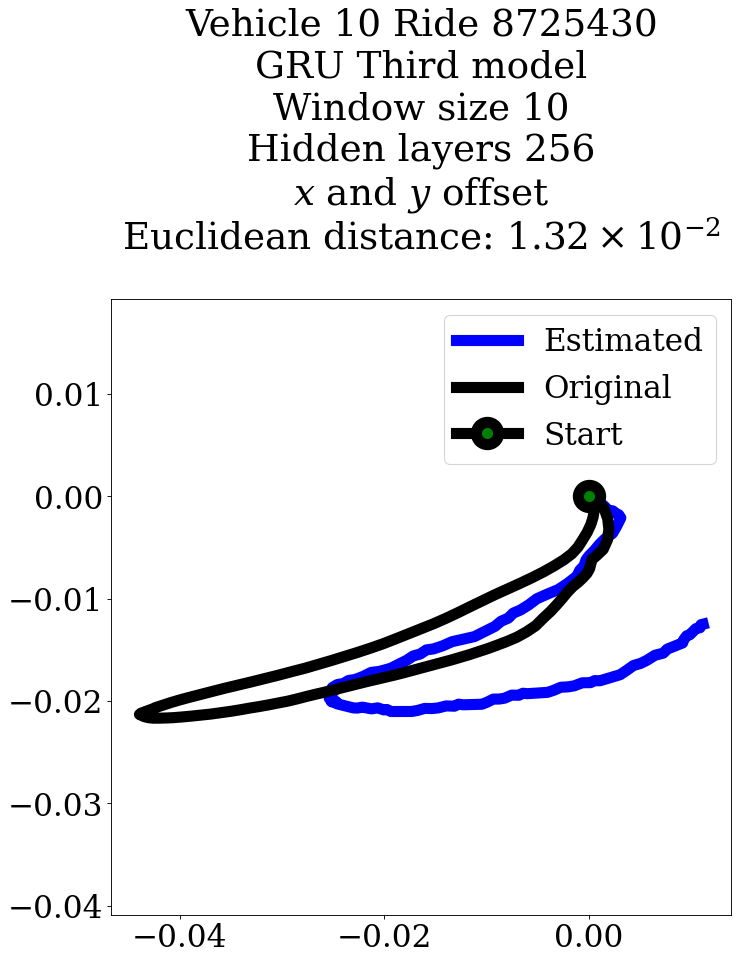 Vehicle 10 Ride 8725430
GRU Third model
Window size 10
Hidden layers 256
x and y offset
Euclidean distance: 1.32 × 10⁻²
Estimated
Original
Start
0.01
0.00
−0.01
−0.02
−0.03
−0.04
−0.04 −0.02 0.00